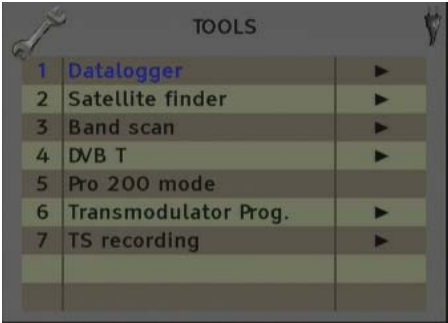 TOOLS
1 Datalogger ►
2 Satellite finder ►
3 Band scan ►
4 DVB T ►
5 Pro 200 mode
6 Transmodulator Prog. ►
7 TS recording ►